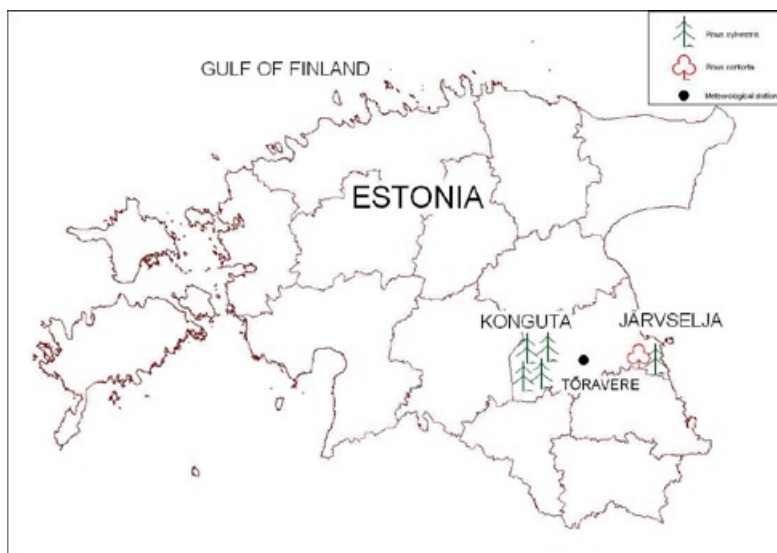 Pinus sylvestris
Pinus contorta
Meteorological station
GULF OF FINLAND
ESTONIA
KONGUTA
JÄRVSELJA
TÕRAVERE